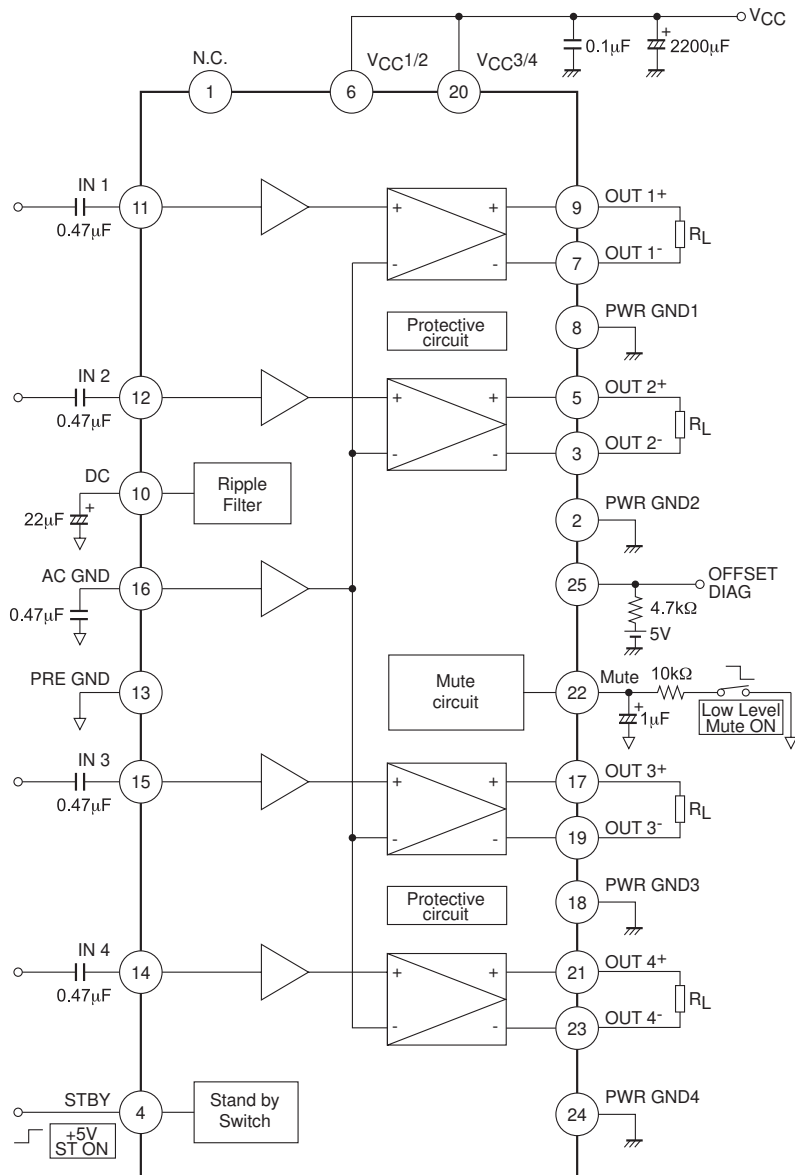 VCC
0.1μF
2200μF
+
N.C.
VCC1/2
VCC3/4
1
6
20
IN 1
0.47μF
11
+
+
-
-
9
OUT 1+
RL
7
OUT 1-
Protective
circuit
8
PWR GND1
IN 2
0.47μF
12
+
+
-
-
5
OUT 2+
RL
3
OUT 2-
DC
22μF
+
10
Ripple
Filter
2
PWR GND2
AC GND
0.47μF
16
25
OFFSET
DIAG
4.7kΩ
5V
PRE GND
13
Mute
circuit
22
Mute
10kΩ
+
1μF
Low Level
Mute ON
IN 3
0.47μF
15
+
+
-
-
17
OUT 3+
RL
19
OUT 3-
Protective
circuit
18
PWR GND3
IN 4
0.47μF
14
+
+
-
-
21
OUT 4+
RL
23
OUT 4-
STBY
+5V
ST ON
4
Stand by
Switch
24
PWR GND4